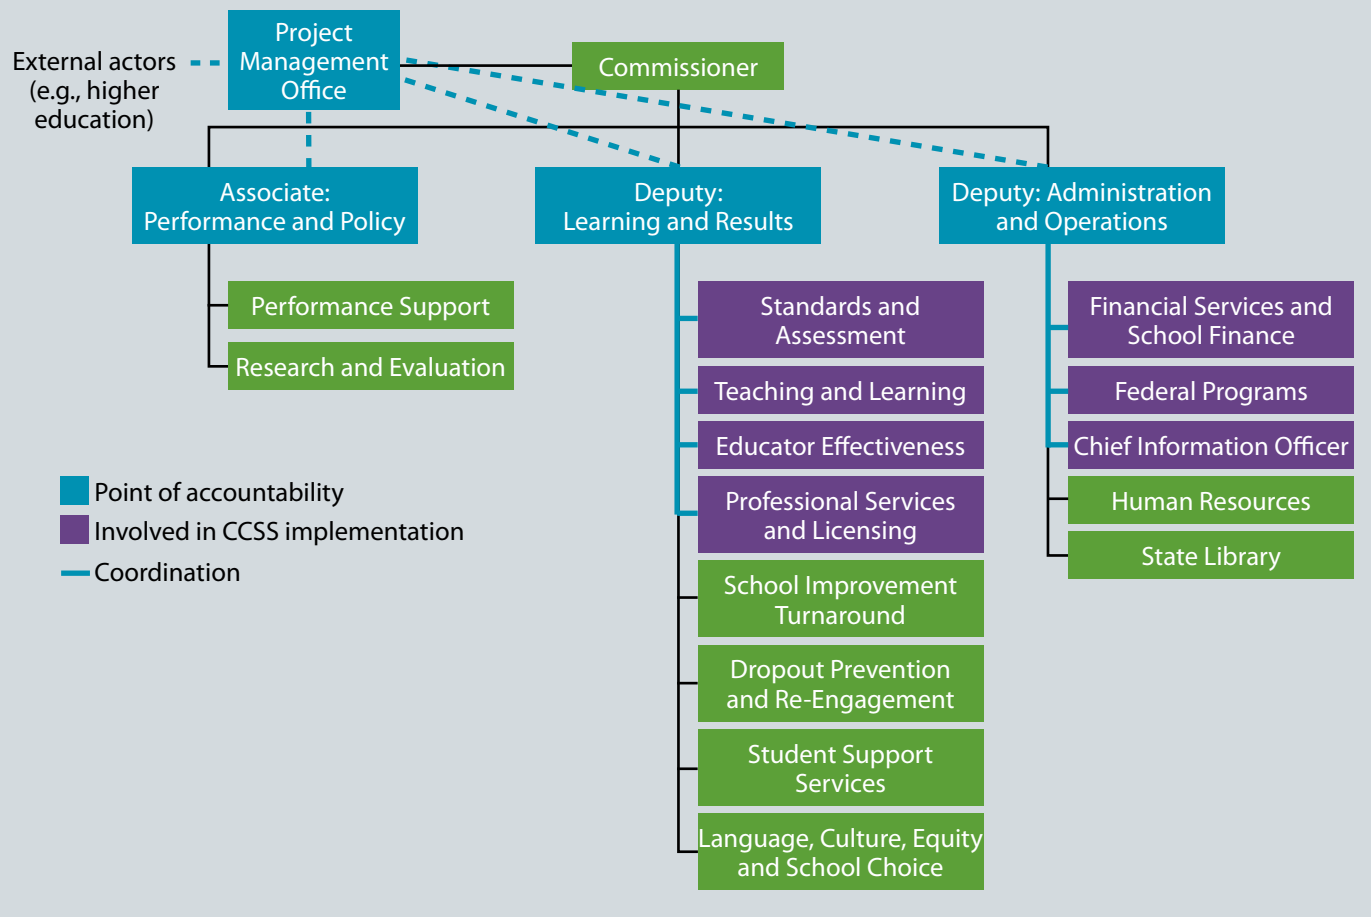 Project
Management
Office
External actors
(e.g., higher
education)
Commissioner
Associate:
Performance and Policy
Performance Support
Research and Evaluation
Deputy:
Learning and Results
Standards and
Assessment
Teaching and Learning
Educator Effectiveness
Professional Services
and Licensing
School Improvement
Turnaround
Dropout Prevention
and Re-Engagement
Student Support
Services
Language, Culture, Equity
and School Choice
Deputy: Administration
and Operations
Financial Services and
School Finance
Federal Programs
Chief Information Officer
Human Resources
State Library
Point of accountability
Involved in CCSS implementation
Coordination